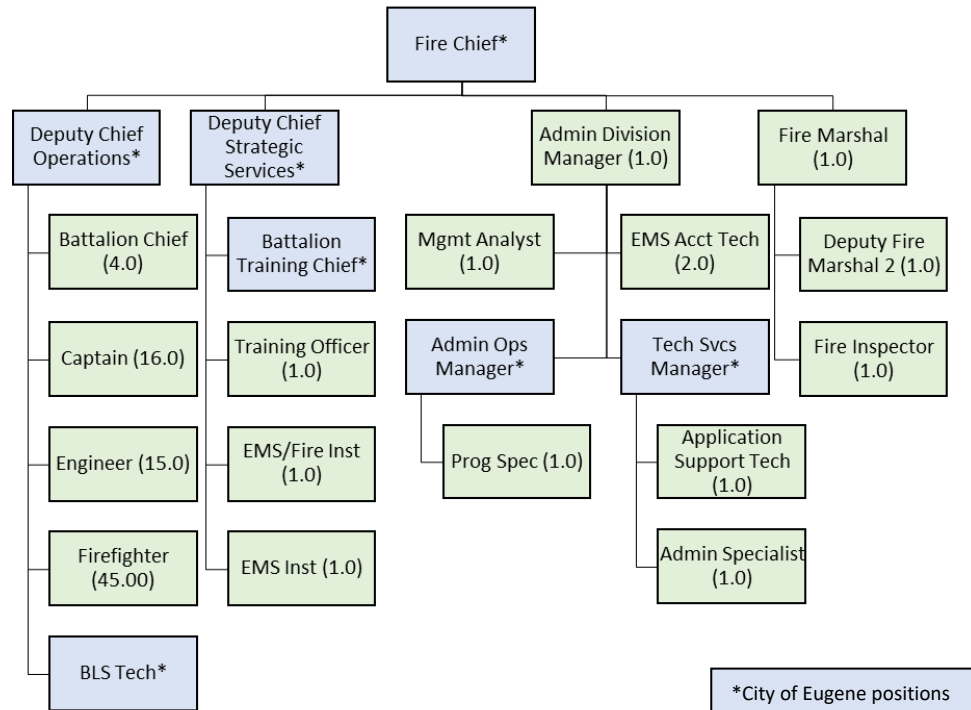 Fire Chief*
Deputy Chief
Operations*
Deputy Chief
Strategic
Services*
Admin Division
Manager (1.0)
Fire Marshal
(1.0)
Battalion Chief
(4.0)
Battalion
Training Chief*
Mgmt Analyst
(1.0)
EMS Acct Tech
(2.0)
Deputy Fire
Marshal 2 (1.0)
Captain (16.0)
Training Officer
(1.0)
Admin Ops
Manager*
Tech Svcs
Manager*
Fire Inspector
(1.0)
Engineer (15.0)
EMS/Fire Inst
(1.0)
Prog Spec (1.0)
Application
Support Tech
(1.0)
Firefighter
(45.00)
EMS Inst (1.0)
Admin Specialist
(1.0)
BLS Tech*
*City of Eugene positions